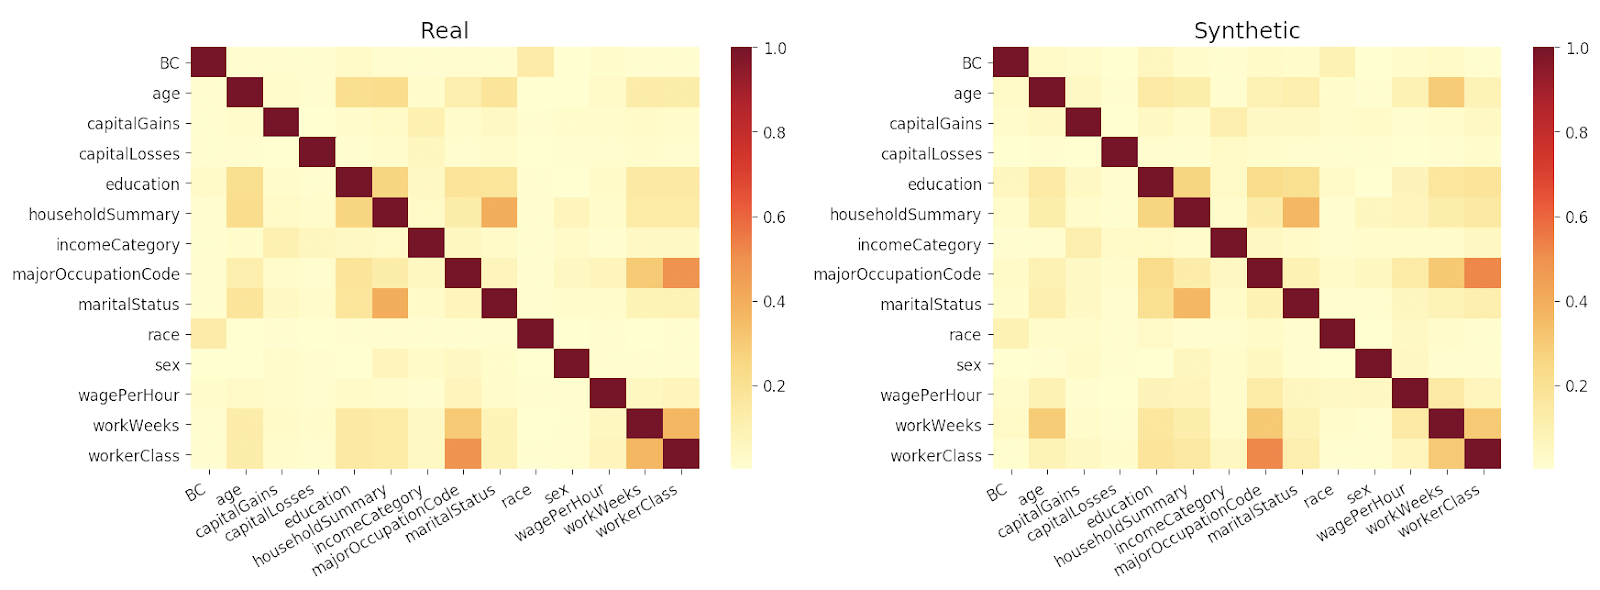 Real
BC
age
capitalGains
capitalLosses
education
householdSummary
incomeCategory
majorOccupationCode
maritalStatus
race
sex
wagePerHour
workWeeks
workerClass
BC
age
capitalGains
capitalLosses
education
householdSummary
incomeCategory
majorOccupationCode
maritalStatus
race
sex
wagePerHour
workWeeks
workerClass
1.0
0.8
0.6
0.4
0.2
Synthetic
BC
age
capitalGains
capitalLosses
education
householdSummary
incomeCategory
majorOccupationCode
maritalStatus
race
sex
wagePerHour
workWeeks
workerClass
BC
age
capitalGains
capitalLosses
education
householdSummary
incomeCategory
majorOccupationCode
maritalStatus
race
sex
wagePerHour
workWeeks
workerClass
1.0
0.8
0.6
0.4
0.2